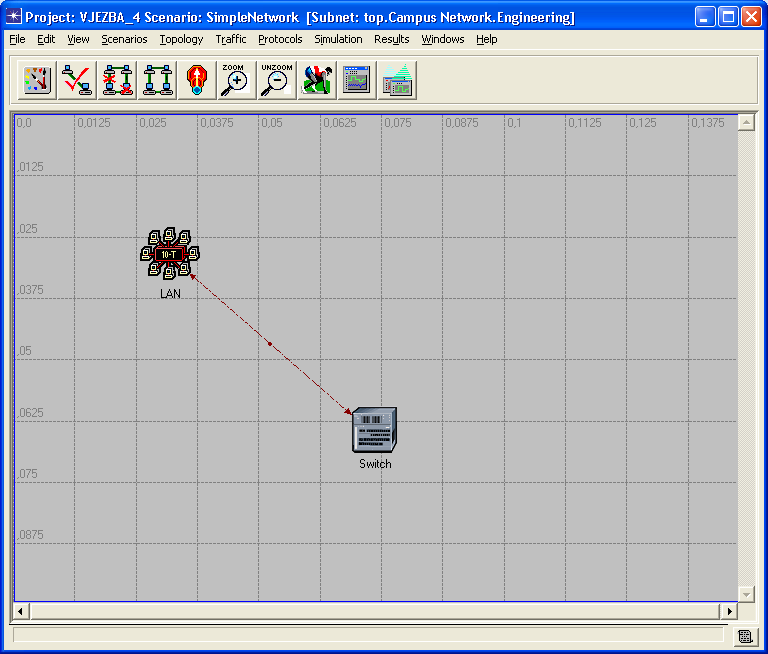 Project: VJEZBA_4 Scenario: SimpleNetwork [Subnet: top.Campus Network.Engineering]
File Edit View Scenarios Topology Traffic Protocols Simulation Results Windows Help
ZOOM UNZOOM
0,0 0,0125 0,025 0,0375 0,05 0,0625 0,075 0,0875 0,1 0,1125 0,125 0,1375
,0125
,025
10-T
LAN
,0375
,05
,0625
Switch
,075
,0875